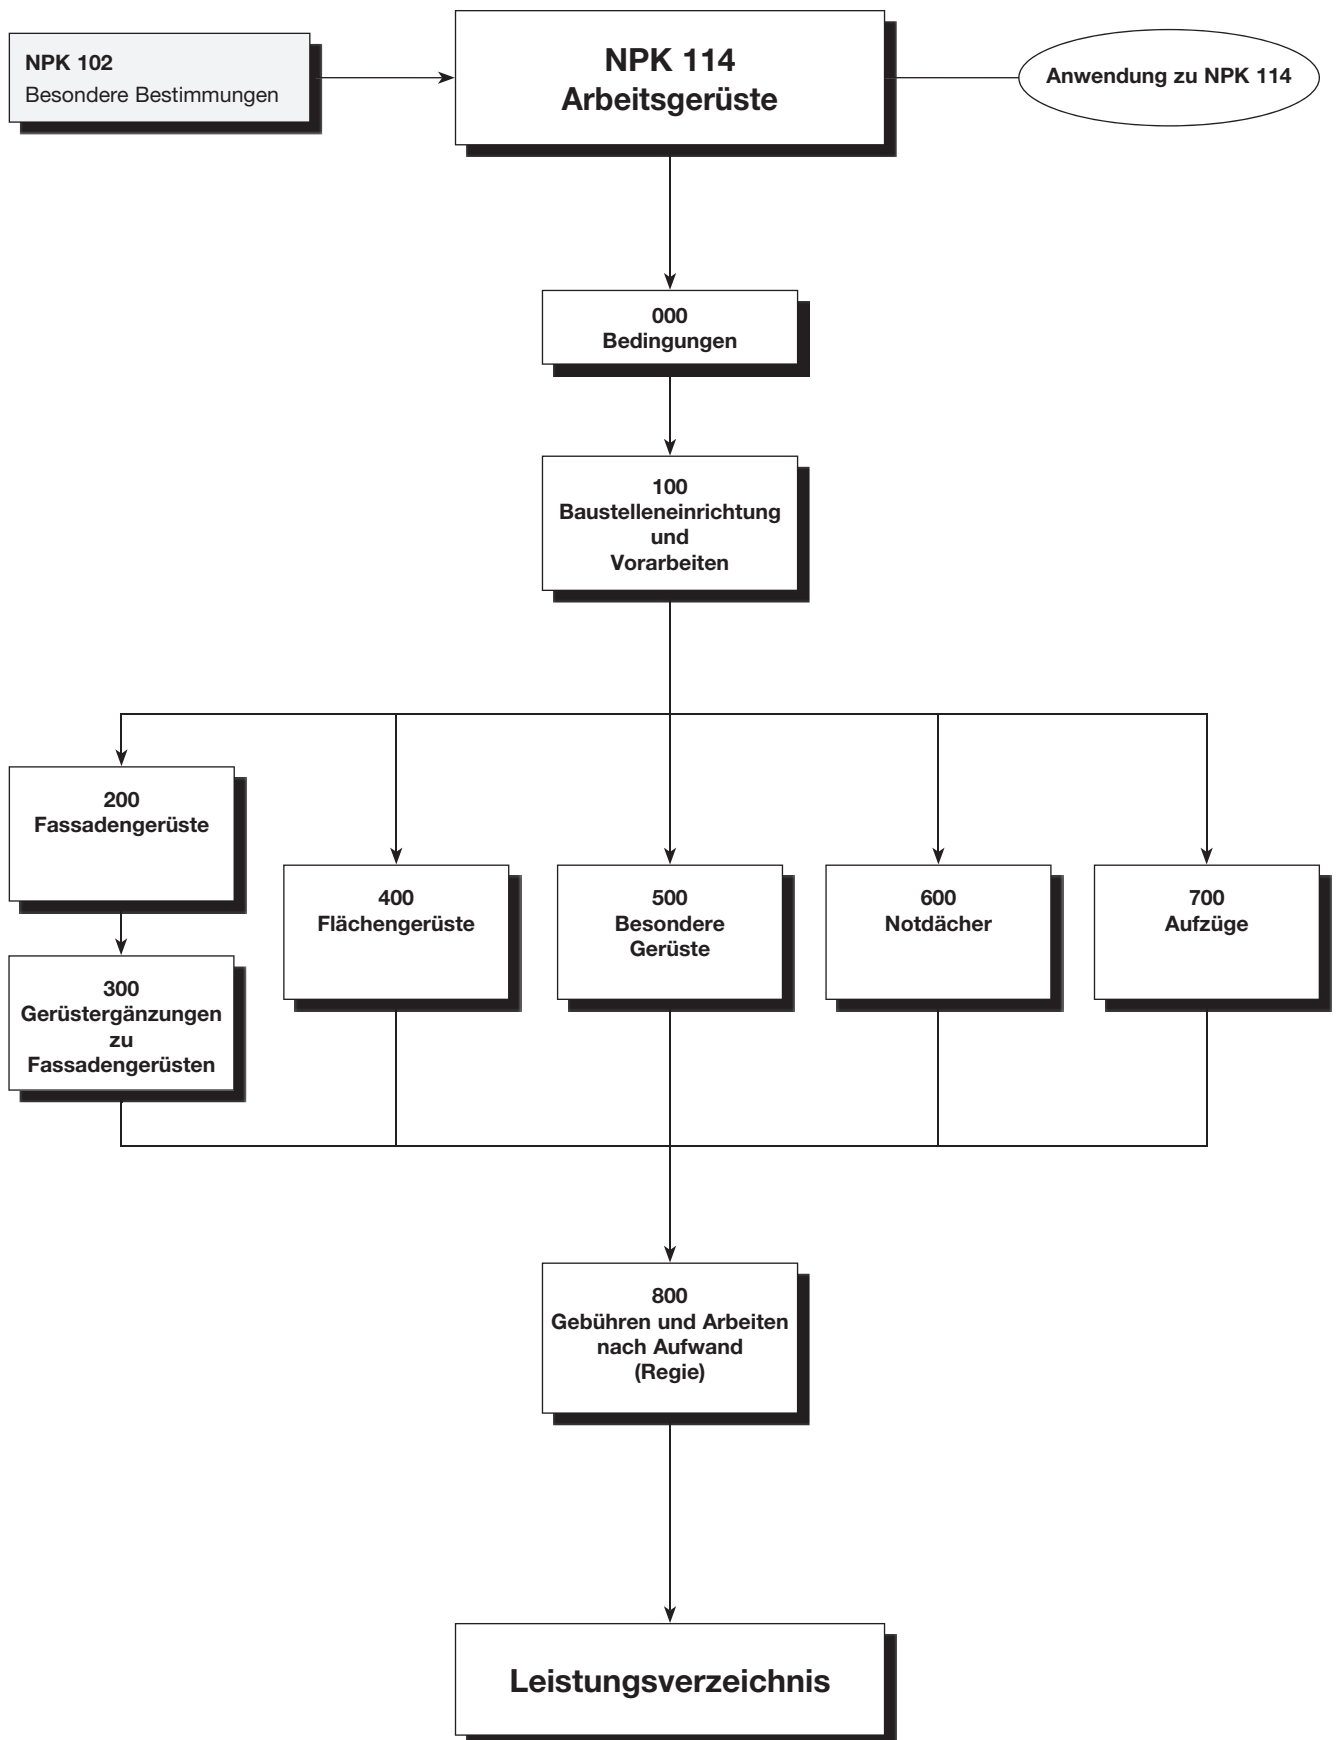 NPK 102
Besondere Bestimmungen
NPK 114
Arbeitsgerüste
Anwendung zu NPK 114
000
Bedingungen
100
Baustelleneinrichtung
und
Vorarbeiten
200
Fassadengerüste
300
Gerüstergänzungen
zu
Fassadengerüsten
400
Flächengerüste
500
Besondere
Gerüste
600
Notdächer
700
Aufzüge
800
Gebühren und Arbeiten
nach Aufwand
(Regie)
Leistungsverzeichnis